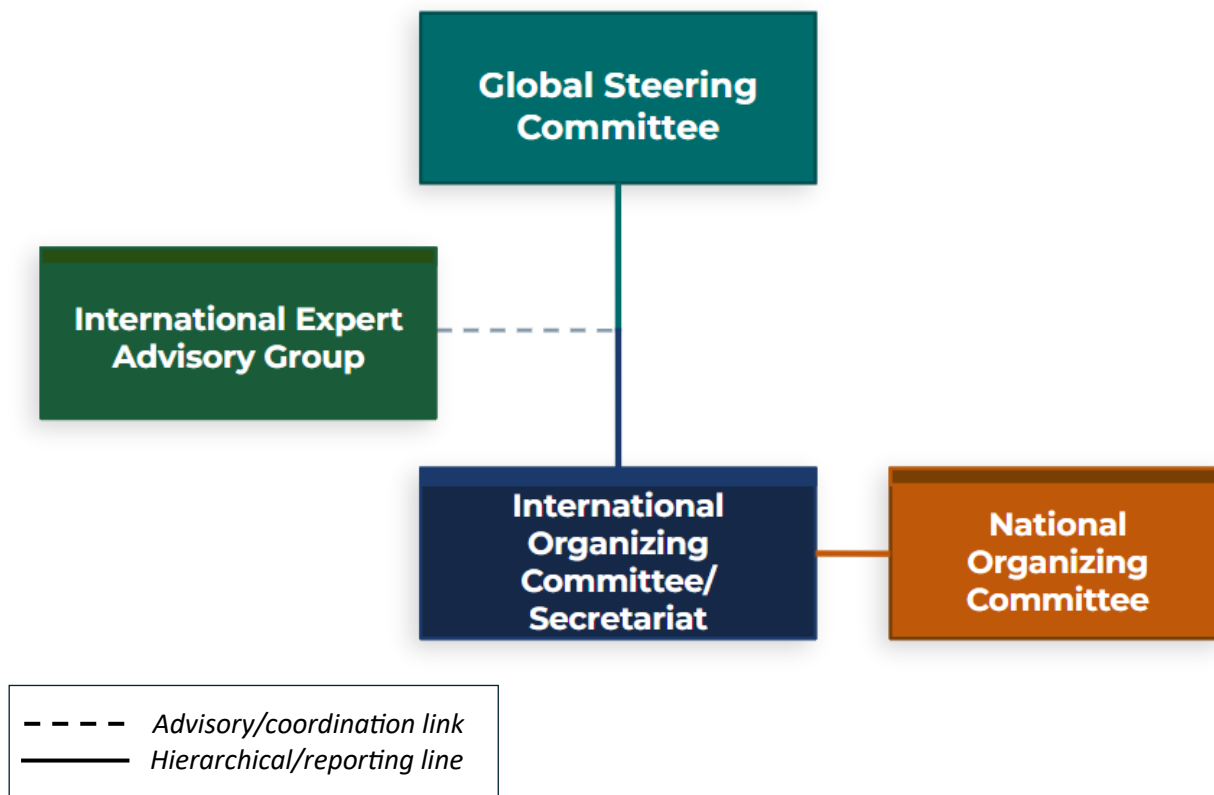 Global Steering
Committee
International Expert
Advisory Group
International
Organizing
Committee/
Secretariat
National
Organizing
Committee
Advisory/coordination link
Hierarchical/reporting line